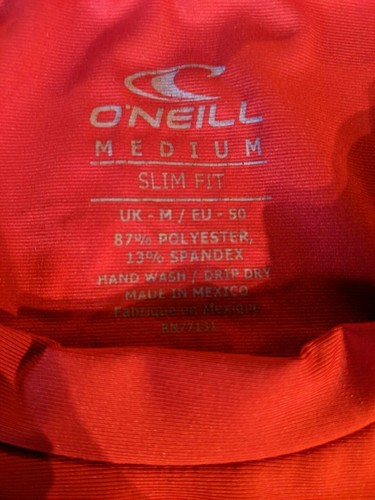 O'NEILL
MEDIUM
SLIM FIT
UK - M / EU - 50
87% POLYESTER,
13% SPANDEX
HAND WASH / DRIP DRY
MADE IN MEXICO
Fabriqué en Mexique